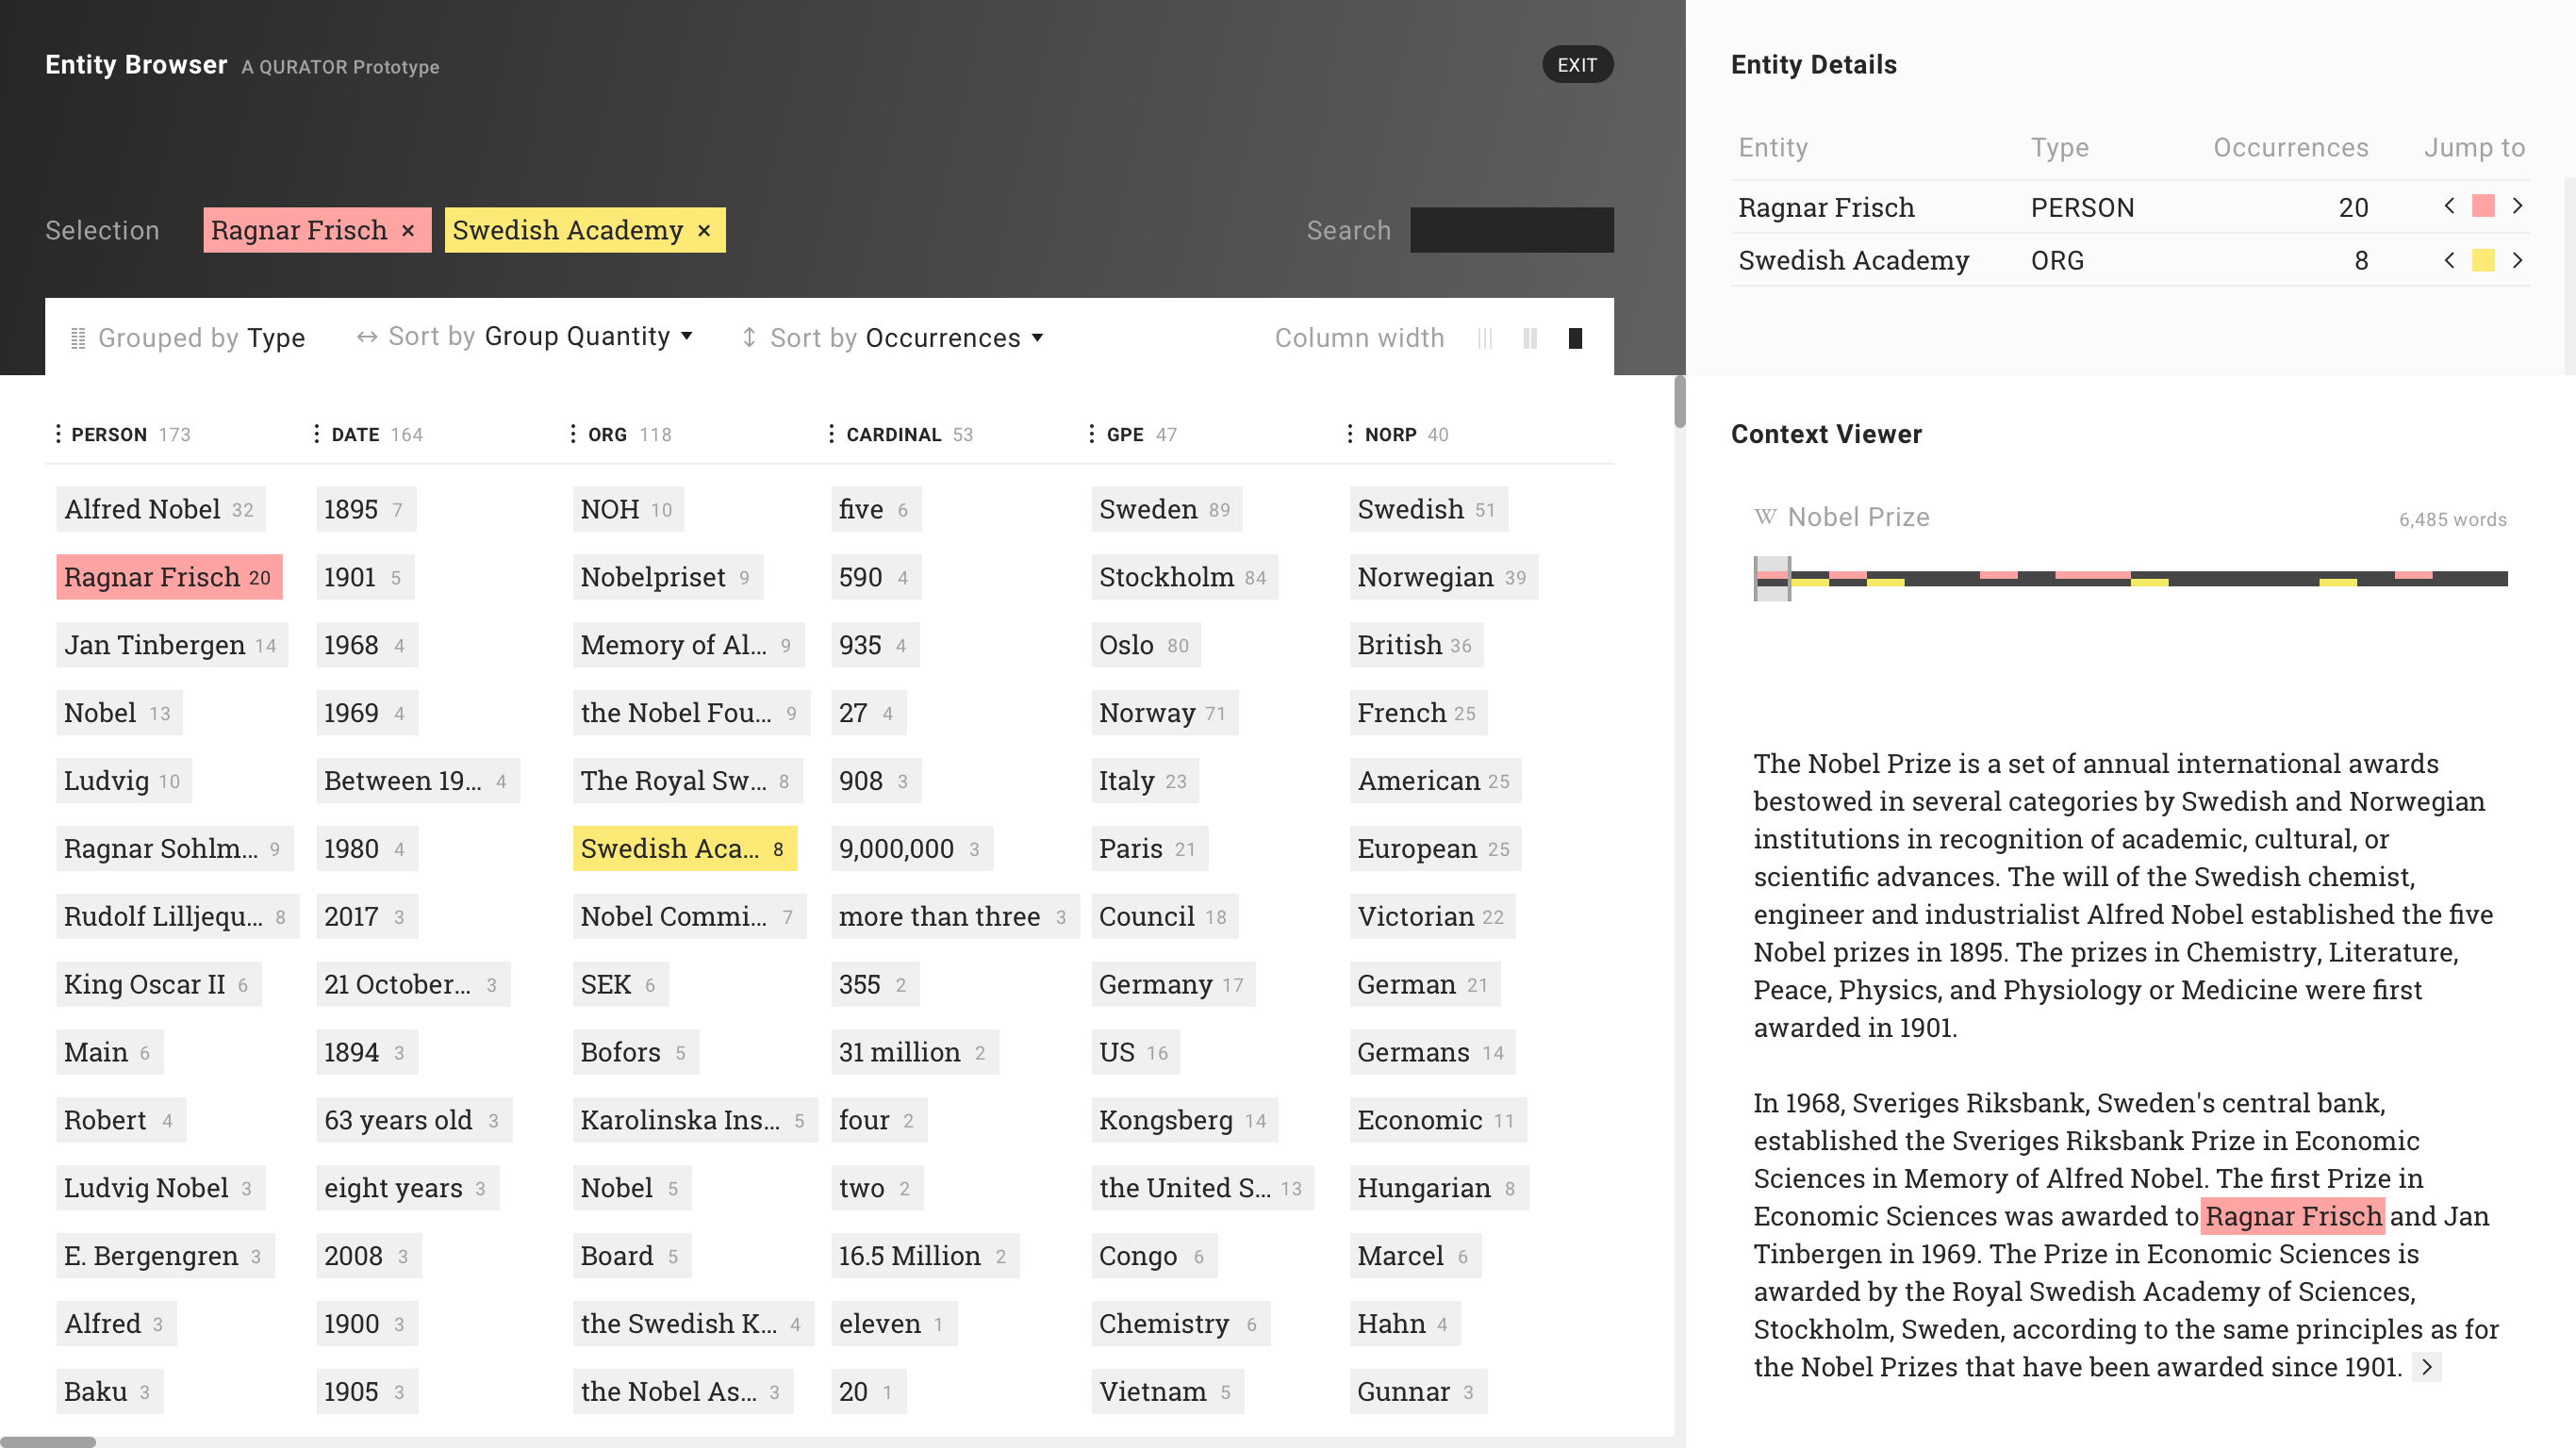 Entity Browser A QURATOR Prototype
EXIT
Selection Ragnar Frisch × Swedish Academy × Search
Grouped by Type Sort by Group Quantity Sort by Occurrences Column width
PERSON 173 DATE 164 ORG 118 CARDINAL 53 GPE 47 NORP 40
Alfred Nobel 32 1895 7 NOH 10 five 6 Sweden 89 Swedish 51
Ragnar Frisch 20 1901 5 Nobelpriset 9 590 4 Stockholm 84 Norwegian 39
Jan Tinbergen 14 1968 4 Memory of Al... 9 935 4 Oslo 80 British 36
Nobel 13 1969 4 the Nobel Fou... 9 27 4 Norway 71 French 25
Ludvig 10 Between 19... 4 The Royal Sw... 8 908 3 Italy 23 American 25
Ragnar Sohlm... 9 1980 4 Swedish Aca... 8 9,000,000 3 Paris 21 European 25
Rudolf Lilljequ... 8 2017 3 Nobel Commi... 7 more than three 3 Council 18 Victorian 22
King Oscar II 6 21 October... 3 SEK 6 355 2 Germany 17 German 21
Main 6 1894 3 Bofors 5 31 million 2 US 16 Germans 14
Robert 4 63 years old 3 Karolinska Ins... 5 four 2 Kongsberg 14 Economic 11
Ludvig Nobel 3 eight years 3 Nobel 5 two 2 the United S... 13 Hungarian 8
E. Bergengren 3 2008 3 Board 5 16.5 Million 2 Congo 6 Marcel 6
Alfred 3 1900 3 the Swedish K... 4 eleven 1 Chemistry 6 Hahn 4
Baku 3 1905 3 the Nobel As... 3 20 1 Vietnam 5 Gunnar 3
Entity Details
Entity Type Occurrences Jump to
Ragnar Frisch PERSON 20
Swedish Academy ORG 8
Context Viewer
W Nobel Prize 6,485 words
The Nobel Prize is a set of annual international awards
bestowed in several categories by Swedish and Norwegian
institutions in recognition of academic, cultural, or
scientific advances. The will of the Swedish chemist,
engineer and industrialist Alfred Nobel established the five
Nobel prizes in 1895. The prizes in Chemistry, Literature,
Peace, Physics, and Physiology or Medicine were first
awarded in 1901.
In 1968, Sveriges Riksbank, Sweden's central bank,
established the Sveriges Riksbank Prize in Economic
Sciences in Memory of Alfred Nobel. The first Prize in
Economic Sciences was awarded to Ragnar Frisch and Jan
Tinbergen in 1969. The Prize in Economic Sciences is
awarded by the Royal Swedish Academy of Sciences,
Stockholm, Sweden, according to the same principles as for
the Nobel Prizes that have been awarded since 1901.